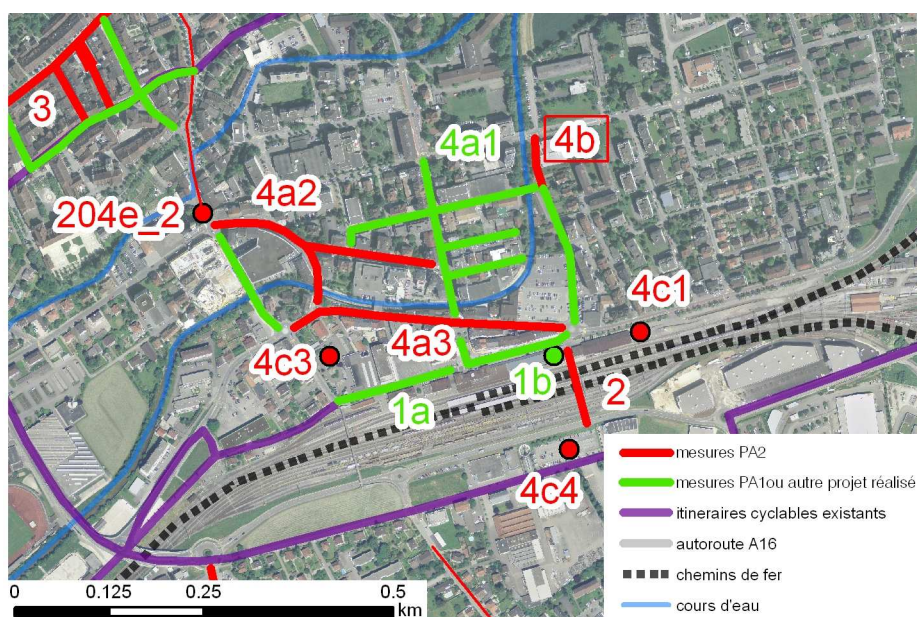 3
4a1
4b
204e_2
4a2
4c1
4c3
4a3
1b
1a
2
4c4
mesures PA2
mesures PA1ou autre projet réalisé
itineraires cyclables existants
autoroute A16
chemins de fer
cours d'eau
0 0.125 0.25 0.5
km